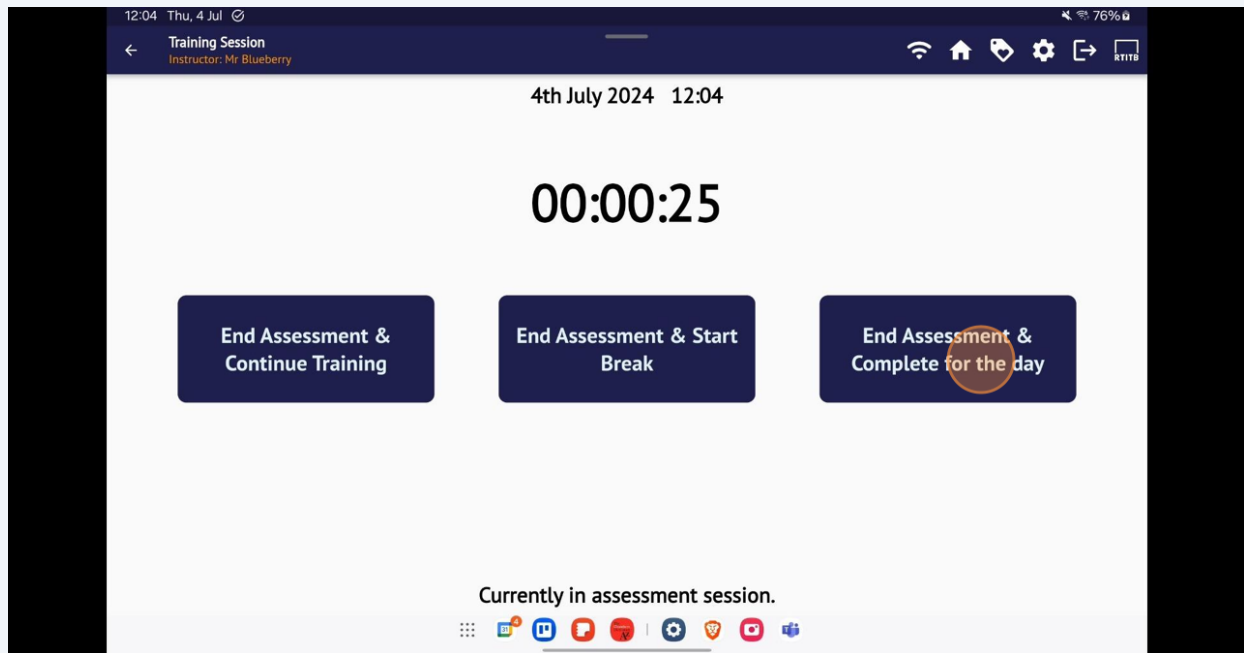 12:04 Thu, 4 Jul
76%
Training Session
Instructor: Mr Blueberry
RTITB
4th July 2024 12:04
00:00:25
End Assessment &
Continue Training
End Assessment & Start
Break
End Assessment &
Complete for the day
Currently in assessment session.
31
4